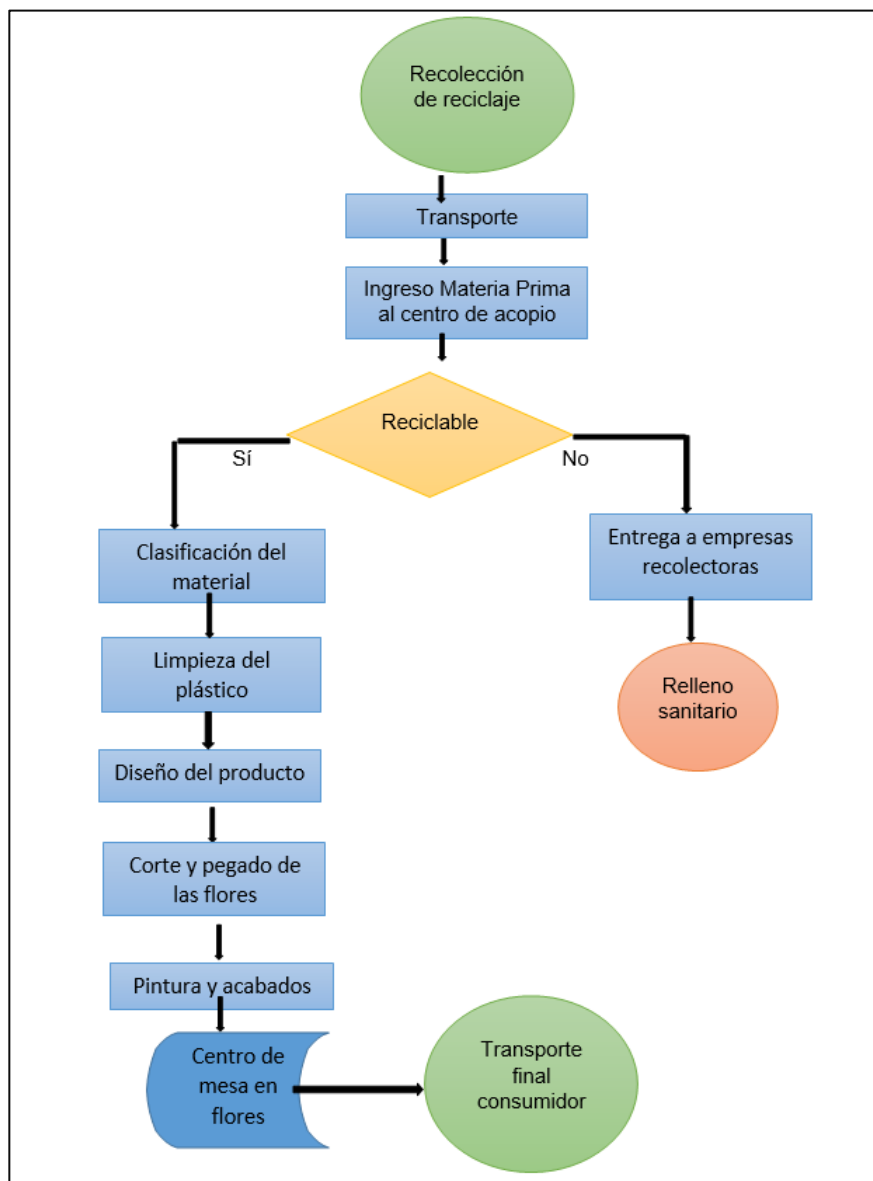 Recolección
de reciclaje
Transporte
Ingreso Materia Prima
al centro de acopio
Reciclable
Sí
No
Clasificación del
material
Entrega a empresas
recolectoras
Limpieza del
plástico
Relleno
sanitario
Diseño del producto
Corte y pegado de
las flores
Pintura y acabados
Centro de
mesa en
flores
Transporte
final
consumidor